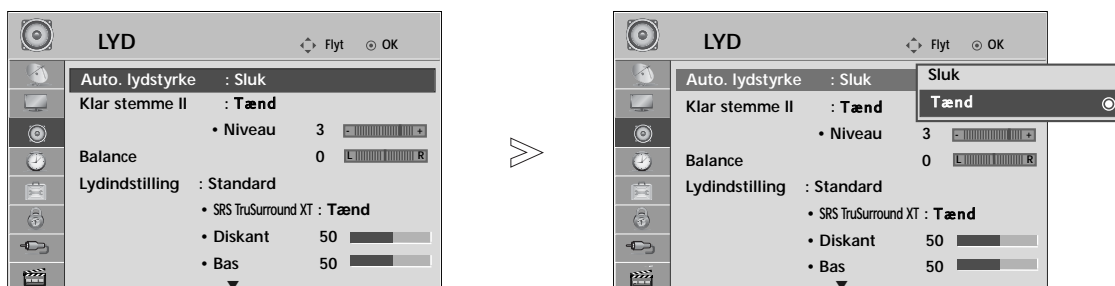 LYD
Flyt OK
Auto. lydstyrke : Sluk
Klar stemme II : Tænd
• Niveau 3 - +
Balance 0 L R
Lydindstilling : Standard
• SRS TruSurround XT : Tænd
• Diskant 50
• Bas 50
LYD
Flyt OK
Auto. lydstyrke : Sluk
Sluk
Tænd
Klar stemme II : Tænd
• Niveau 3 - +
Balance 0 L R
Lydindstilling : Standard
• SRS TruSurround XT : Tænd
• Diskant 50
• Bas 50